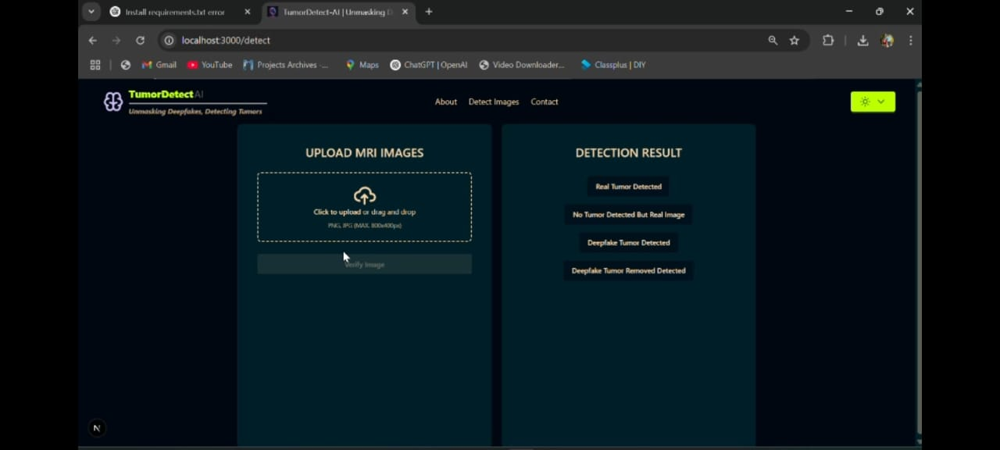 Install requirements.txt error
TumorDetect-AI | Unmasking D
localhost:3000/detect
Gmail
YouTube
Projects Archives -...
Maps
ChatGPT | OpenAI
Video Downloader...
Classplus | DIY
TumorDetect AI
Unmasking Deepfakes, Detecting Tumors
About
Detect Images
Contact
UPLOAD MRI IMAGES
Click to upload or drag and drop
PNG, JPG (MAX. 800x400px)
Verify Image
DETECTION RESULT
Real Tumor Detected
No Tumor Detected But Real Image
Deepfake Tumor Detected
Deepfake Tumor Removed Detected
N